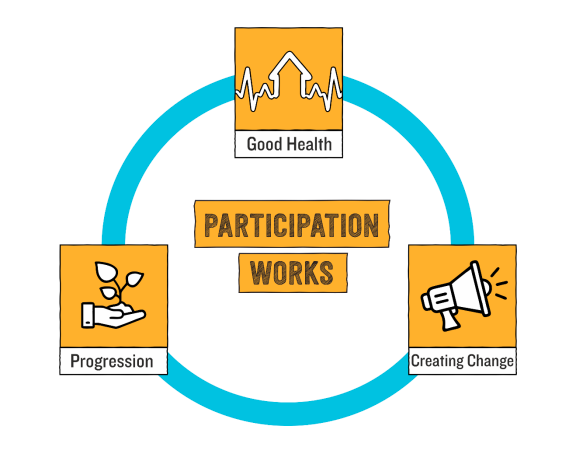 Good Health
PARTICIPATION
WORKS
Progression
Creating Change